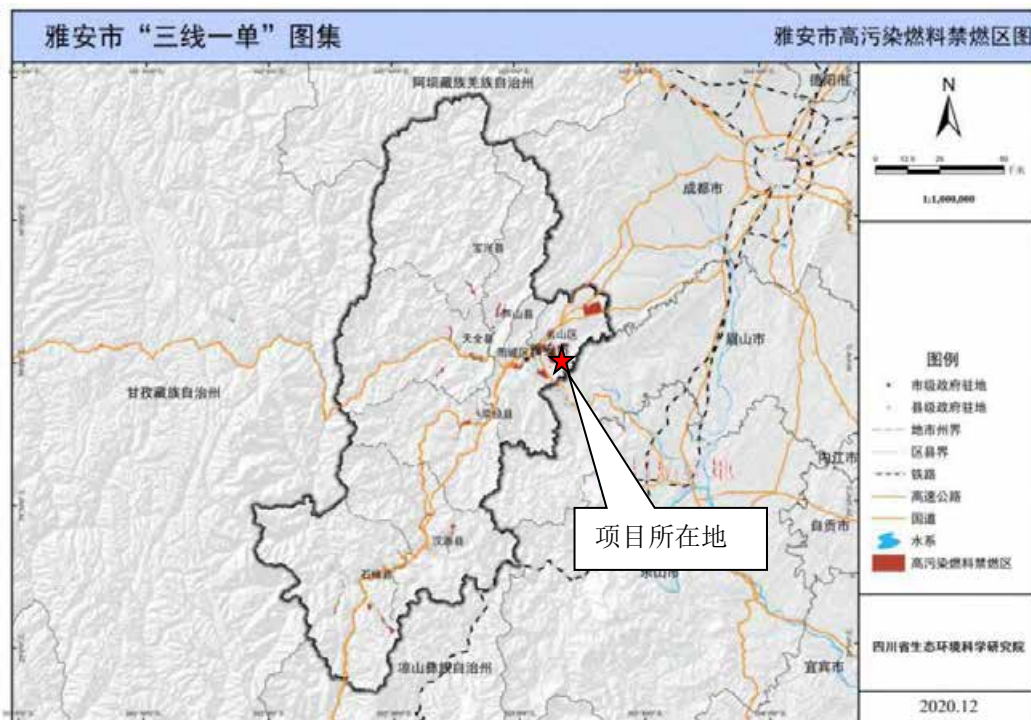 雅安市“三线一单”图集
雅安市高污染燃料禁燃区图
阿坝藏族羌族自治州
德阳市
N
成都市
1:1,000,000
宝兴县
芦山县
天全县
名山区
雨城区
眉山市
甘孜藏族自治州
荥经县
图例
市级政府驻地
县级政府驻地
地市州界
区县界
铁路
高速公路
国道
水系
高污染燃料禁燃区
内江市
自贡市
项目所在地
汉源县
石棉县
乐山市
凉山彝族自治州
宜宾市
四川省生态环境科学研究院
2020.12